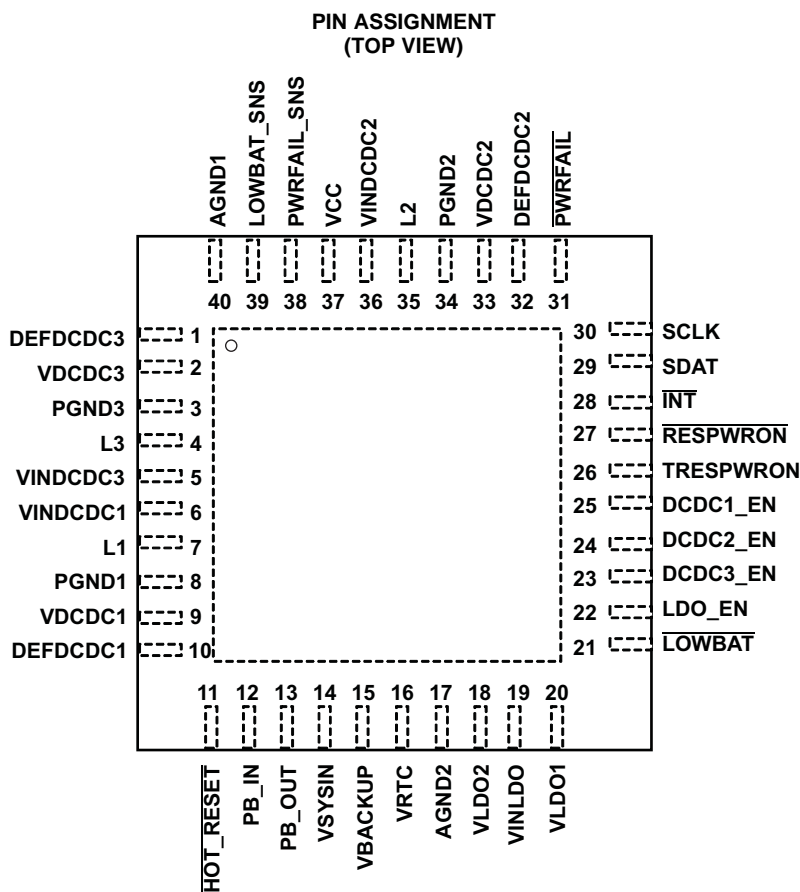 PIN ASSIGNMENT
(TOP VIEW)
AGND1
LOWBAT_SNS
PWRFAIL_SNS
VCC
VINDCDC2
L2
PGND2
VDCDC2
DEFDCDC2
PWRFAIL
40 39 38 37 36 35 34 33 32 31
DEFDCDC3 1
VDCDC3 2
PGND3 3
L3 4
VINDCDC3 5
VINDCDC1 6
L1 7
PGND1 8
VDCDC1 9
DEFDCDC1 10
30 SCLK
29 SDAT
28 INT
27 RESPWRON
26 TRESPWRON
25 DCDC1_EN
24 DCDC2_EN
23 DCDC3_EN
22 LDO_EN
21 LOWBAT
11 12 13 14 15 16 17 18 19 20
HOT_RESET
PB_IN
PB_OUT
VSYSIN
VBACKUP
VRTC
AGND2
VLDO2
VINLDO
VLDO1